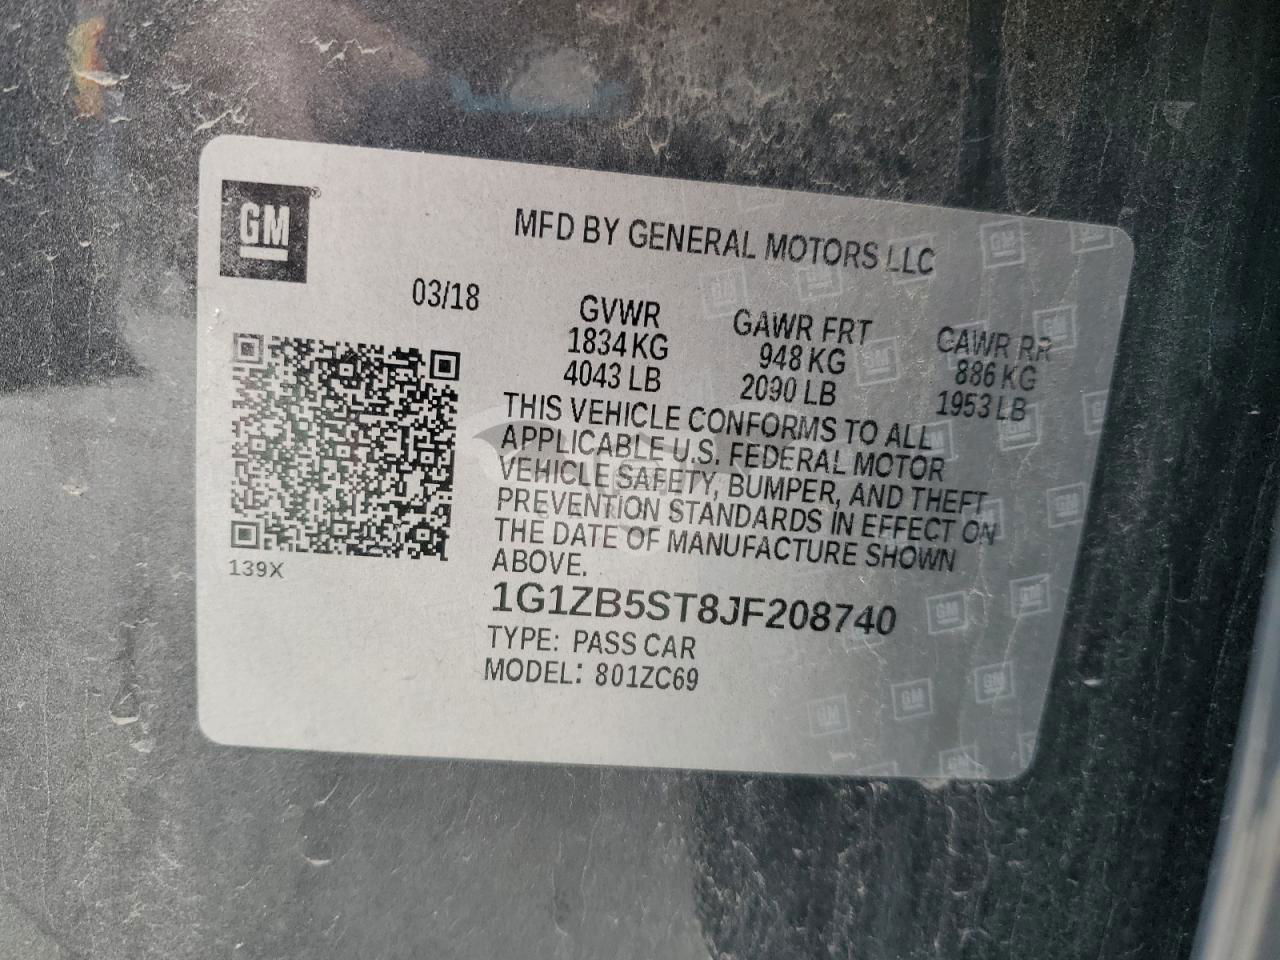 GM
MFD BY GENERAL MOTORS LLC
03/18
GVWR
1834KG
4043 LB
GAWR FRT
948 KG
2090 LB
GAWR RR
886 KG
1953 LB
THIS VEHICLE CONFORMS TO ALL
APPLICABLE U.S. FEDERAL MOTOR
VEHICLE SAFETY, BUMPER, AND THEFT
PREVENTION STANDARDS IN EFFECT ON
THE DATE OF MANUFACTURE SHOWN
ABOVE.
139X
1G1ZB5ST8JF208740
TYPE: PASS CAR
MODEL: 801ZC69